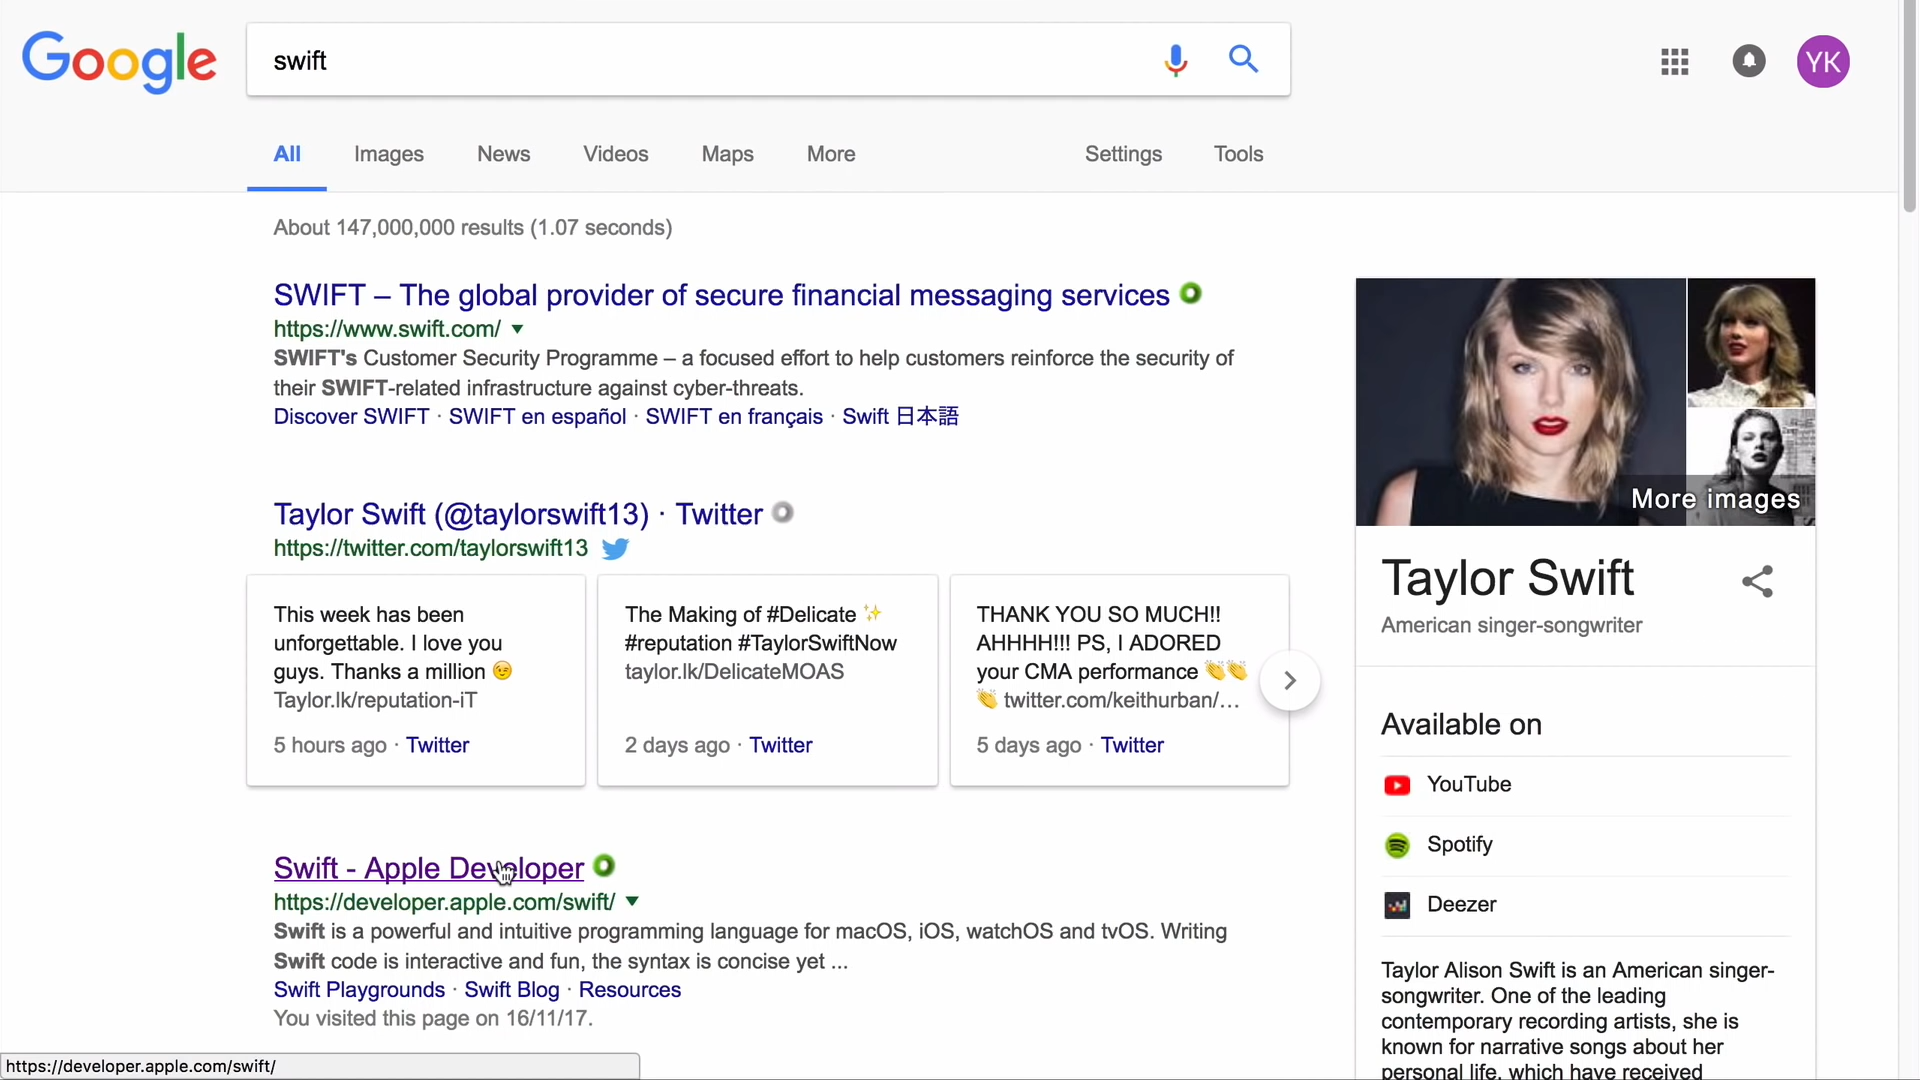 Google
swift
YK
All Images News Videos Maps More Settings Tools
About 147,000,000 results (1.07 seconds)
SWIFT – The global provider of secure financial messaging services
https://www.swift.com/
SWIFT's Customer Security Programme – a focused effort to help customers reinforce the security of
their SWIFT-related infrastructure against cyber-threats.
Discover SWIFT · SWIFT en español · SWIFT en français · Swift 日本語
Taylor Swift (@taylorswift13) · Twitter
https://twitter.com/taylorswift13
This week has been
unforgettable. I love you
guys. Thanks a million 😉
Taylor.lk/reputation-iT
5 hours ago · Twitter
The Making of #Delicate ✨
#reputation #TaylorSwiftNow
taylor.lk/DelicateMOAS
2 days ago · Twitter
THANK YOU SO MUCH!!
AHHHH!!! PS, I ADORED
your CMA performance 👏👏
👏 twitter.com/keithurban/...
5 days ago · Twitter
Swift - Apple Developer
https://developer.apple.com/swift/
Swift is a powerful and intuitive programming language for macOS, iOS, watchOS and tvOS. Writing
Swift code is interactive and fun, the syntax is concise yet ...
Swift Playgrounds · Swift Blog · Resources
You visited this page on 16/11/17.
https://developer.apple.com/swift/
More images
Taylor Swift
American singer-songwriter
Available on
YouTube
Spotify
Deezer
Taylor Alison Swift is an American singer-
songwriter. One of the leading
contemporary recording artists, she is
known for narrative songs about her
personal life, which have received